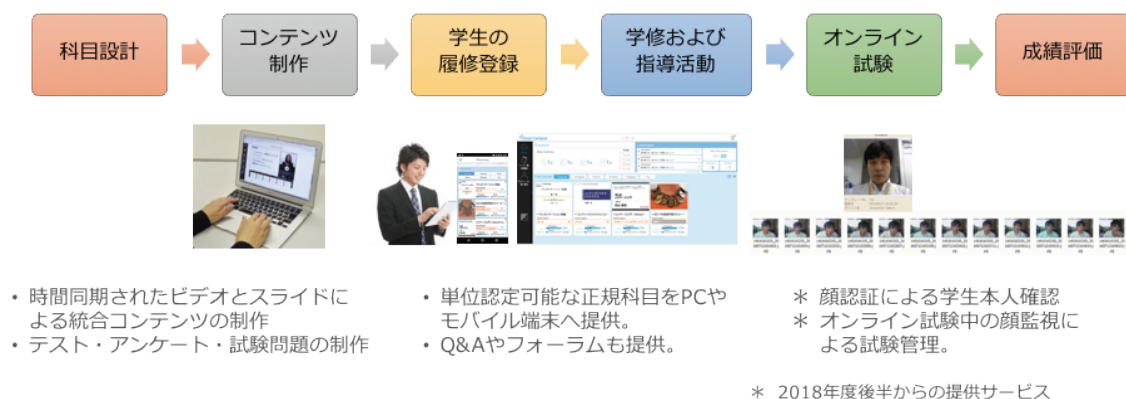 科目設計
コンテンツ
制作
学生の
履修登録
学修および
指導活動
オンライン
試験
成績評価
• 時間同期されたビデオとスライドに
よる統合コンテンツの制作
• テスト・アンケート・試験問題の制作
• 単位認定可能な正規科目をPCや
モバイル端末へ提供。
• Q&Aやフォーラムも提供。
＊ 顔認証による学生本人確認
＊ オンライン試験中の顔監視に
よる試験管理。
＊ 2018年度後半からの提供サービス